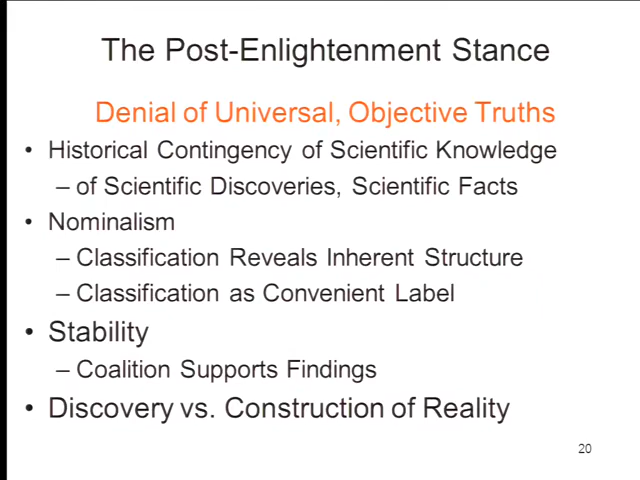 The Post-Enlightenment Stance
Denial of Universal, Objective Truths
• Historical Contingency of Scientific Knowledge
– of Scientific Discoveries, Scientific Facts
• Nominalism
– Classification Reveals Inherent Structure
– Classification as Convenient Label
• Stability
– Coalition Supports Findings
• Discovery vs. Construction of Reality
20